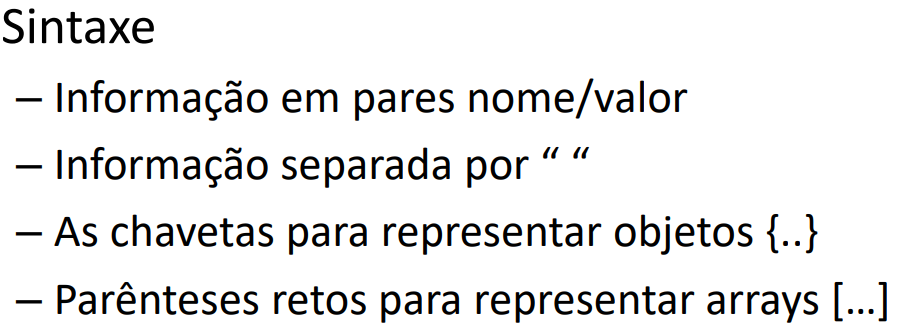 Sintaxe
– Informação em pares nome/valor
– Informação separada por “ “
– As chavetas para representar objetos {..}
– Parênteses retos para representar arrays […]